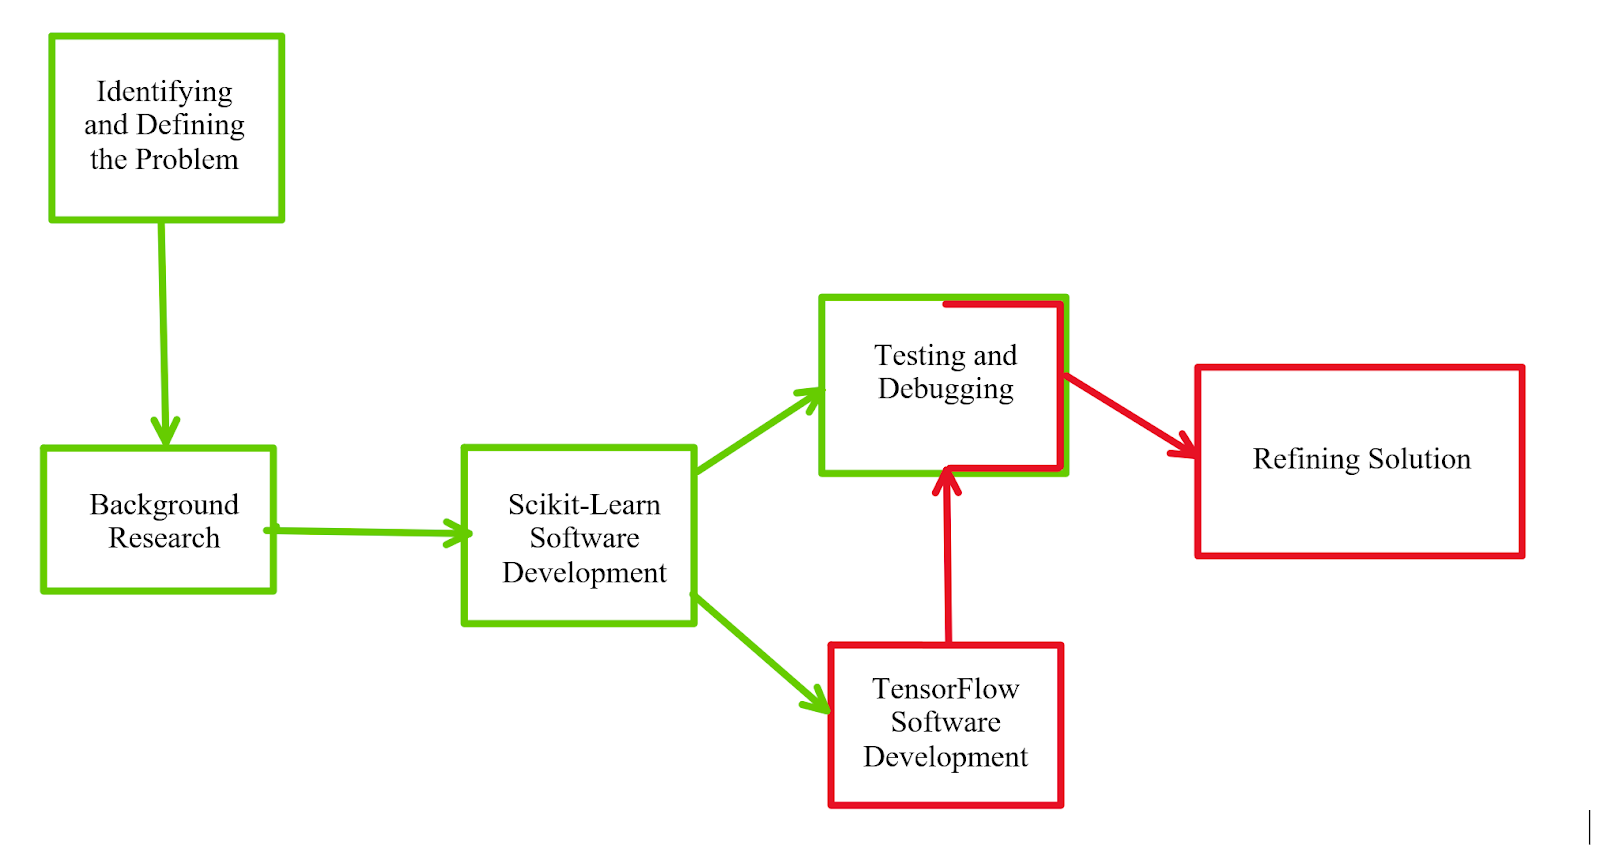 Identifying
and Defining
the Problem
Background
Research
Scikit-Learn
Software
Development
Testing and
Debugging
TensorFlow
Software
Development
Refining Solution